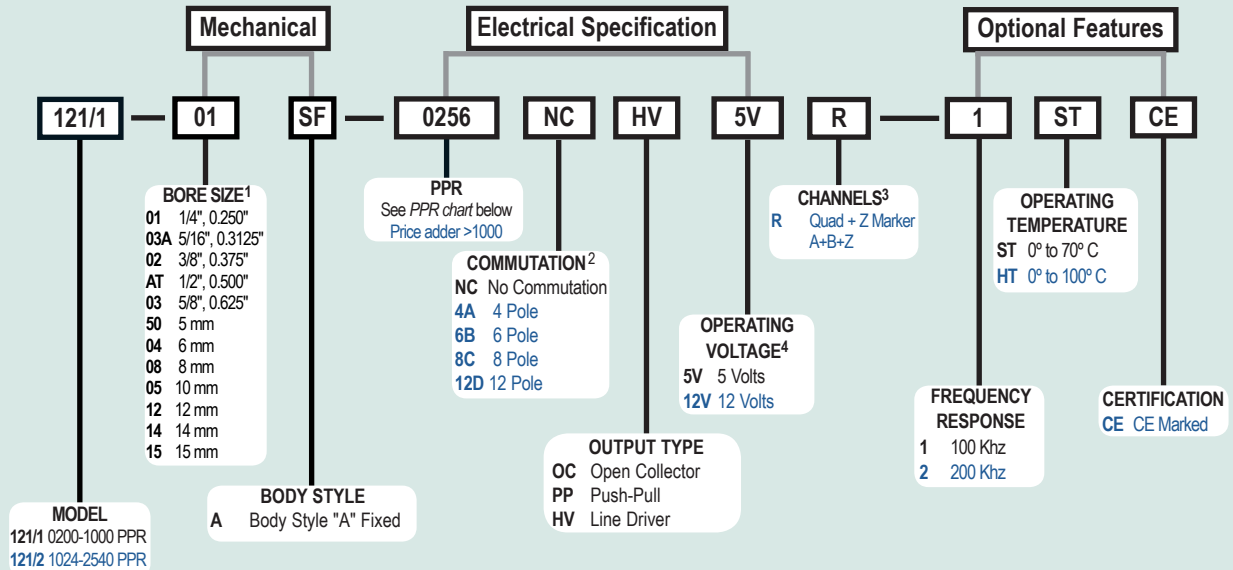 Mechanical
Electrical Specification
Optional Features
121/1
01
SF
0256
NC
HV
5V
R
1
ST
CE
BORE SIZE1
01 1/4", 0.250"
03A 5/16", 0.3125"
02 3/8", 0.375"
AT 1/2", 0.500"
03 5/8", 0.625"
50 5 mm
04 6 mm
08 8 mm
05 10 mm
12 12 mm
14 14 mm
15 15 mm
PPR
See PPR chart below
Price adder >1000
CHANNELS3
R Quad + Z Marker
A+B+Z
OPERATING
TEMPERATURE
ST 0º to 70º C
HT 0º to 100º C
COMMUTATION2
NC No Commutation
4A 4 Pole
6B 6 Pole
8C 8 Pole
12D 12 Pole
OPERATING
VOLTAGE4
5V 5 Volts
12V 12 Volts
FREQUENCY
RESPONSE
1 100 Khz
2 200 Khz
CERTIFICATION
CE CE Marked
OUTPUT TYPE
OC Open Collector
PP Push-Pull
HV Line Driver
BODY STYLE
A Body Style "A" Fixed
MODEL
121/1 0200-1000 PPR
121/2 1024-2540 PPR